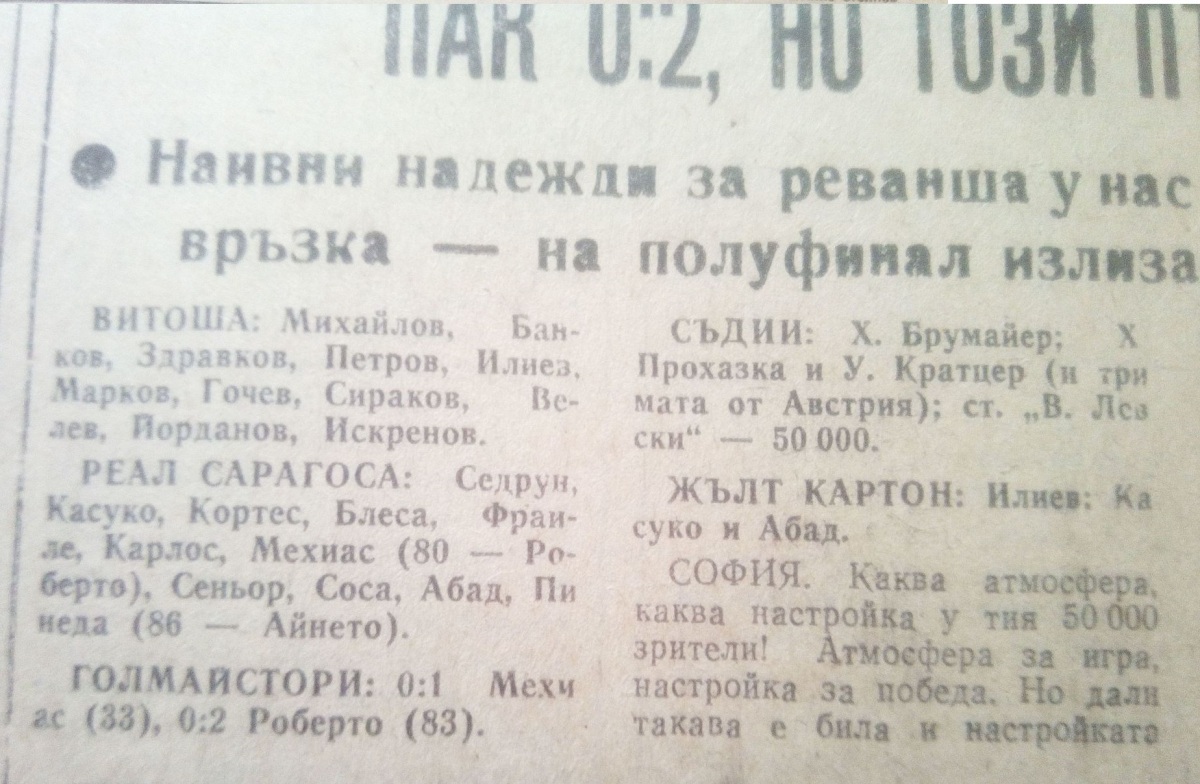 ПАК 0:2, НО ТОЗИ
● Наивни надежди за реванша у нас
връзка — на полуфинал излиза
ВИТОША: Михайлов, Бан-
ков, Здравков, Петров, Илиев,
Марков, Гочев, Сираков, Ве-
лев, Йорданов, Искренов.
РЕАЛ САРАГОСА: Седрун,
Касуко, Кортес, Блеса, Фраи-
ле, Карлос, Мехиас (80 — Ро-
берто), Сеньор, Соса, Абад, Пи
неда (86 — Айнето).
ГОЛМАЙСТОРИ: 0:1 Мехи
ас (33), 0:2 Роберто (83).
СЪДИИ: Х. Брумайер; Х
Прохазка и У. Кратцер (и три
мата от Австрия); ст. „В. Лев
ски“ — 50 000.
ЖЪЛТ КАРТОН: Илиев; Ка
суко и Абад.
СОФИЯ. Каква атмосфера,
каква настройка у тия 50 000
зрители! Атмосфера за игра,
настройка за победа. Но дали
такава е била и настройката